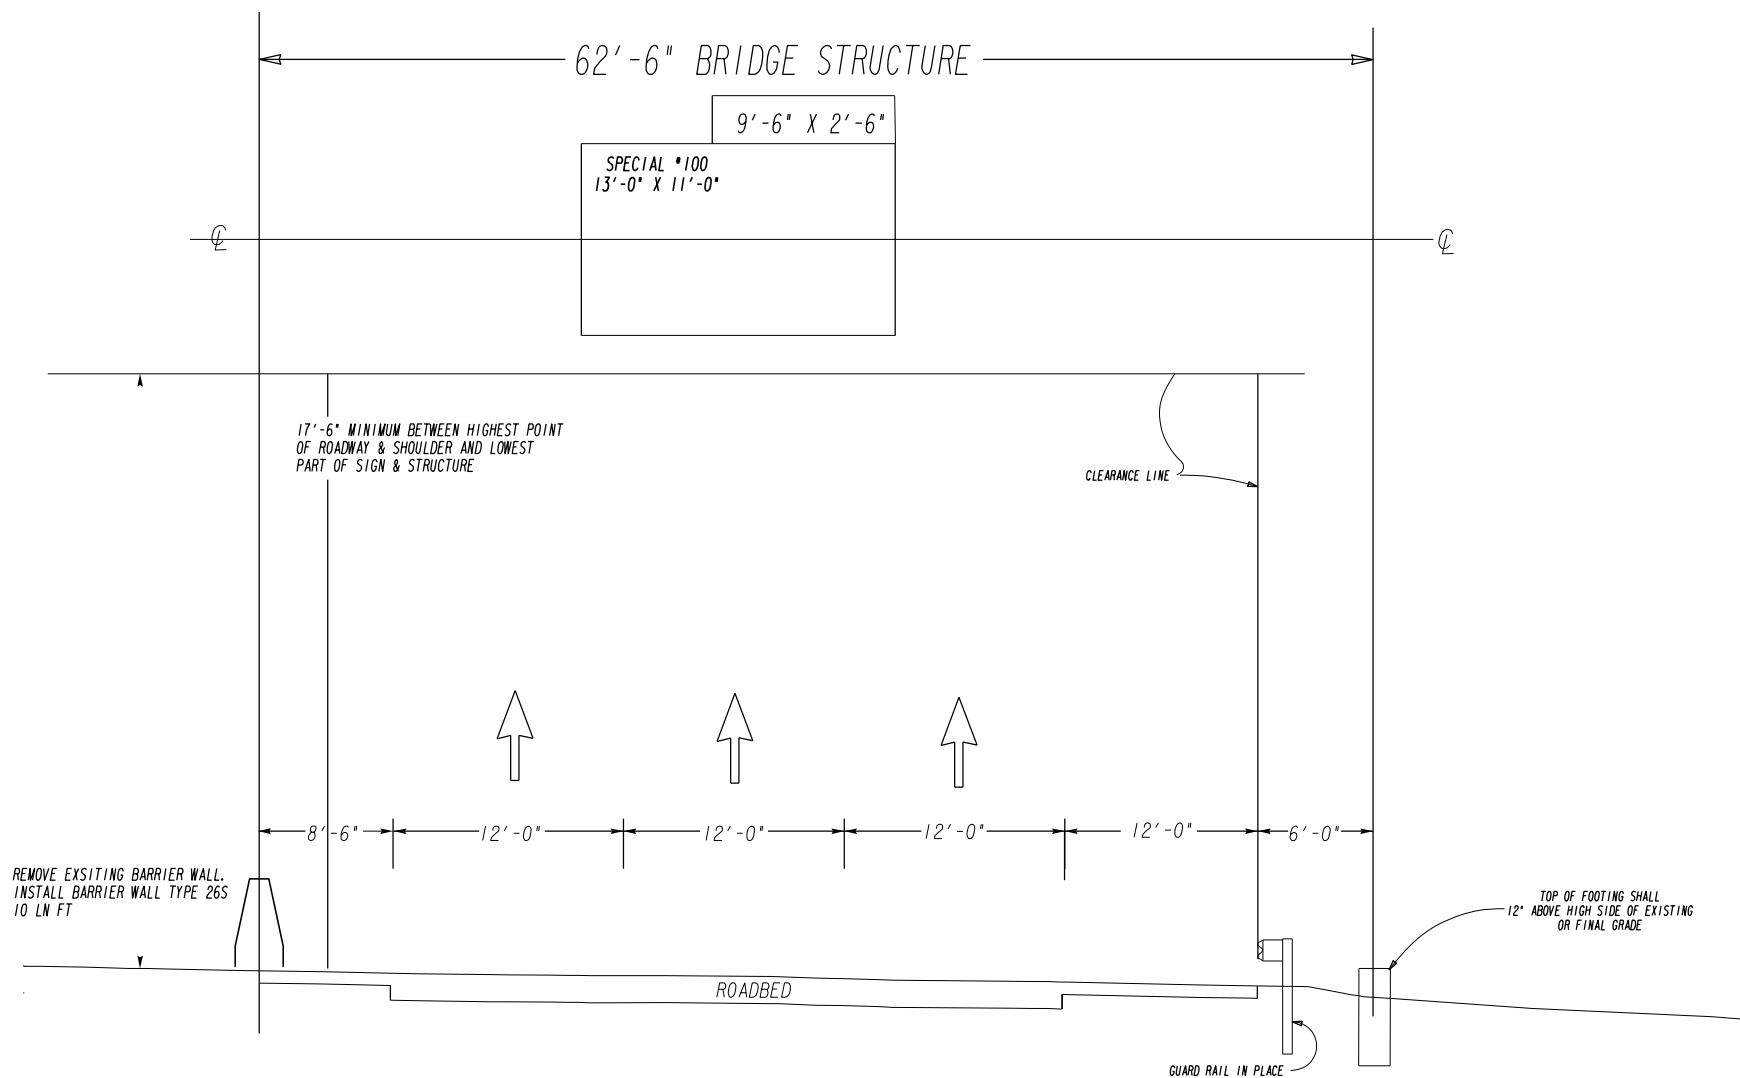 62'-6" BRIDGE STRUCTURE
9'-6" X 2'-6"
SPECIAL #100
13'-0" X 11'-0"
℄
℄
17'-6" MINIMUM BETWEEN HIGHEST POINT
OF ROADWAY & SHOULDER AND LOWEST
PART OF SIGN & STRUCTURE
CLEARANCE LINE
8'-6"
12'-0"
12'-0"
12'-0"
12'-0"
6'-0"
REMOVE EXSITING BARRIER WALL.
INSTALL BARRIER WALL TYPE 26S
10 LN FT
TOP OF FOOTING SHALL
12" ABOVE HIGH SIDE OF EXISTING
OR FINAL GRADE
ROADBED
GUARD RAIL IN PLACE